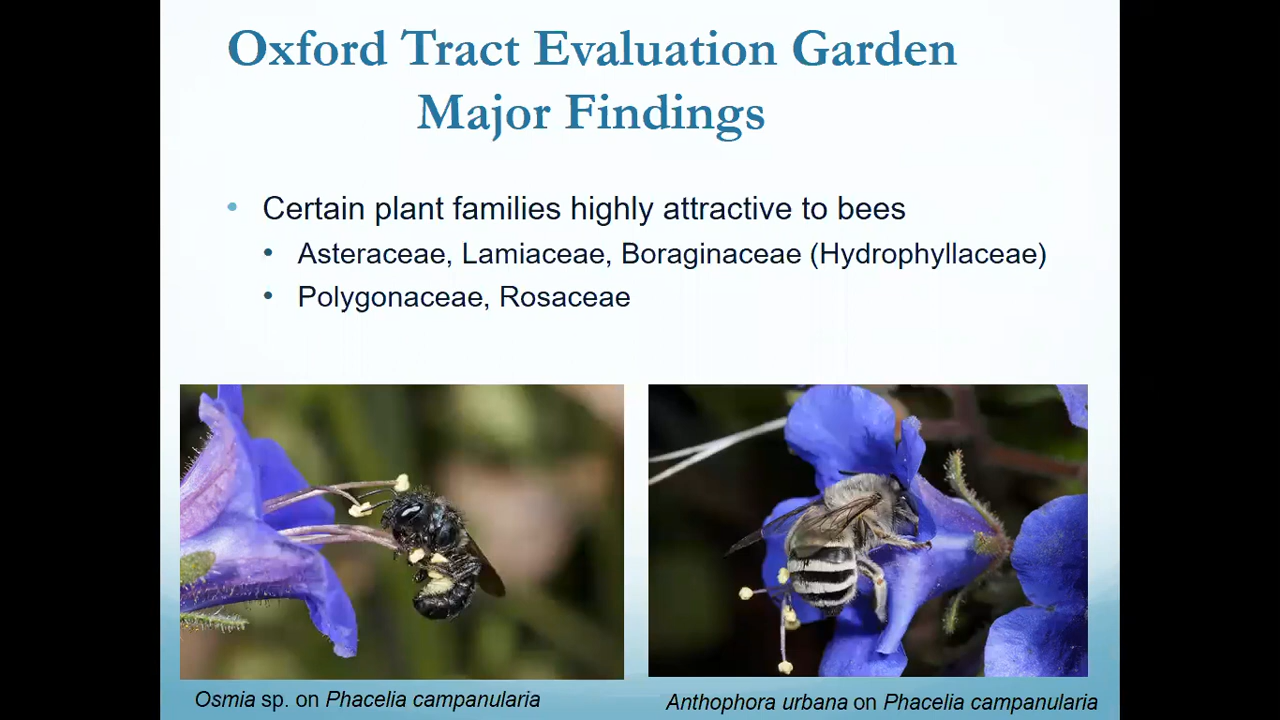 Oxford Tract Evaluation Garden
Major Findings
• Certain plant families highly attractive to bees
• Asteraceae, Lamiaceae, Boraginaceae (Hydrophyllaceae)
• Polygonaceae, Rosaceae
Osmia sp. on Phacelia campanularia
Anthophora urbana on Phacelia campanularia